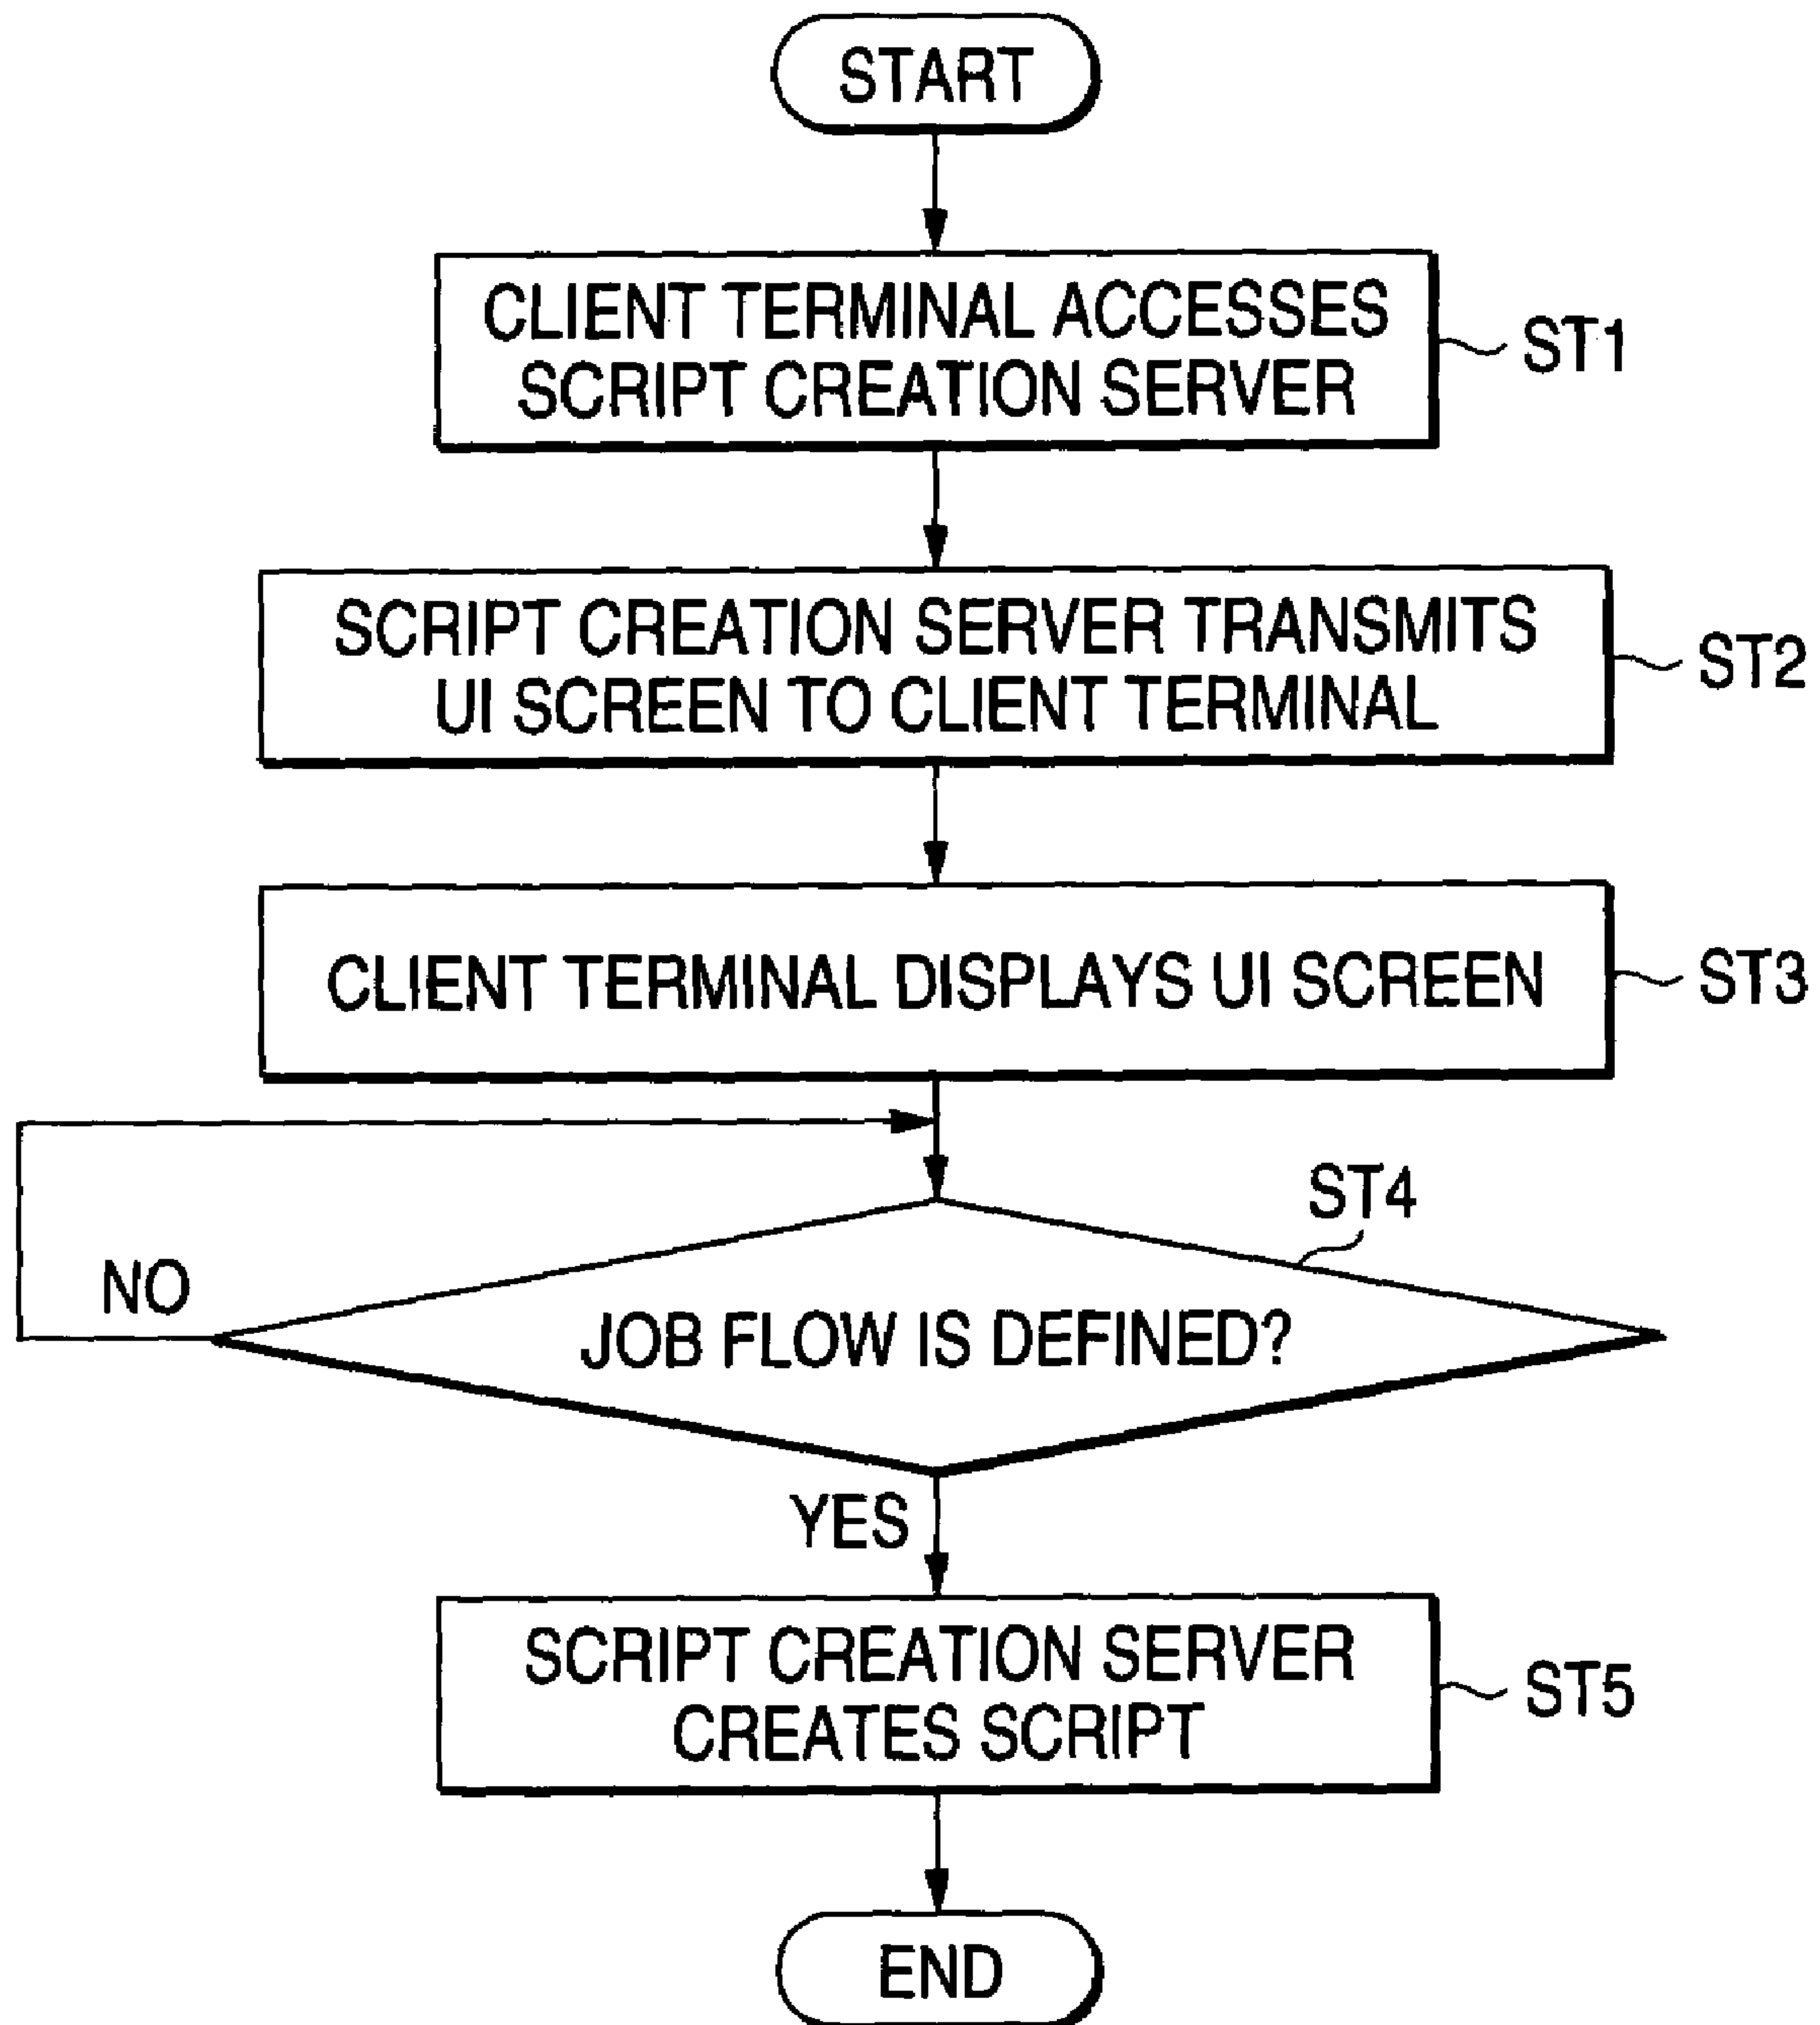 START
CLIENT TERMINAL ACCESSES
SCRIPT CREATION SERVER
ST1
SCRIPT CREATION SERVER TRANSMITS
UI SCREEN TO CLIENT TERMINAL
ST2
CLIENT TERMINAL DISPLAYS UI SCREEN
ST3
ST4
NO
JOB FLOW IS DEFINED?
YES
SCRIPT CREATION SERVER
CREATES SCRIPT
ST5
END